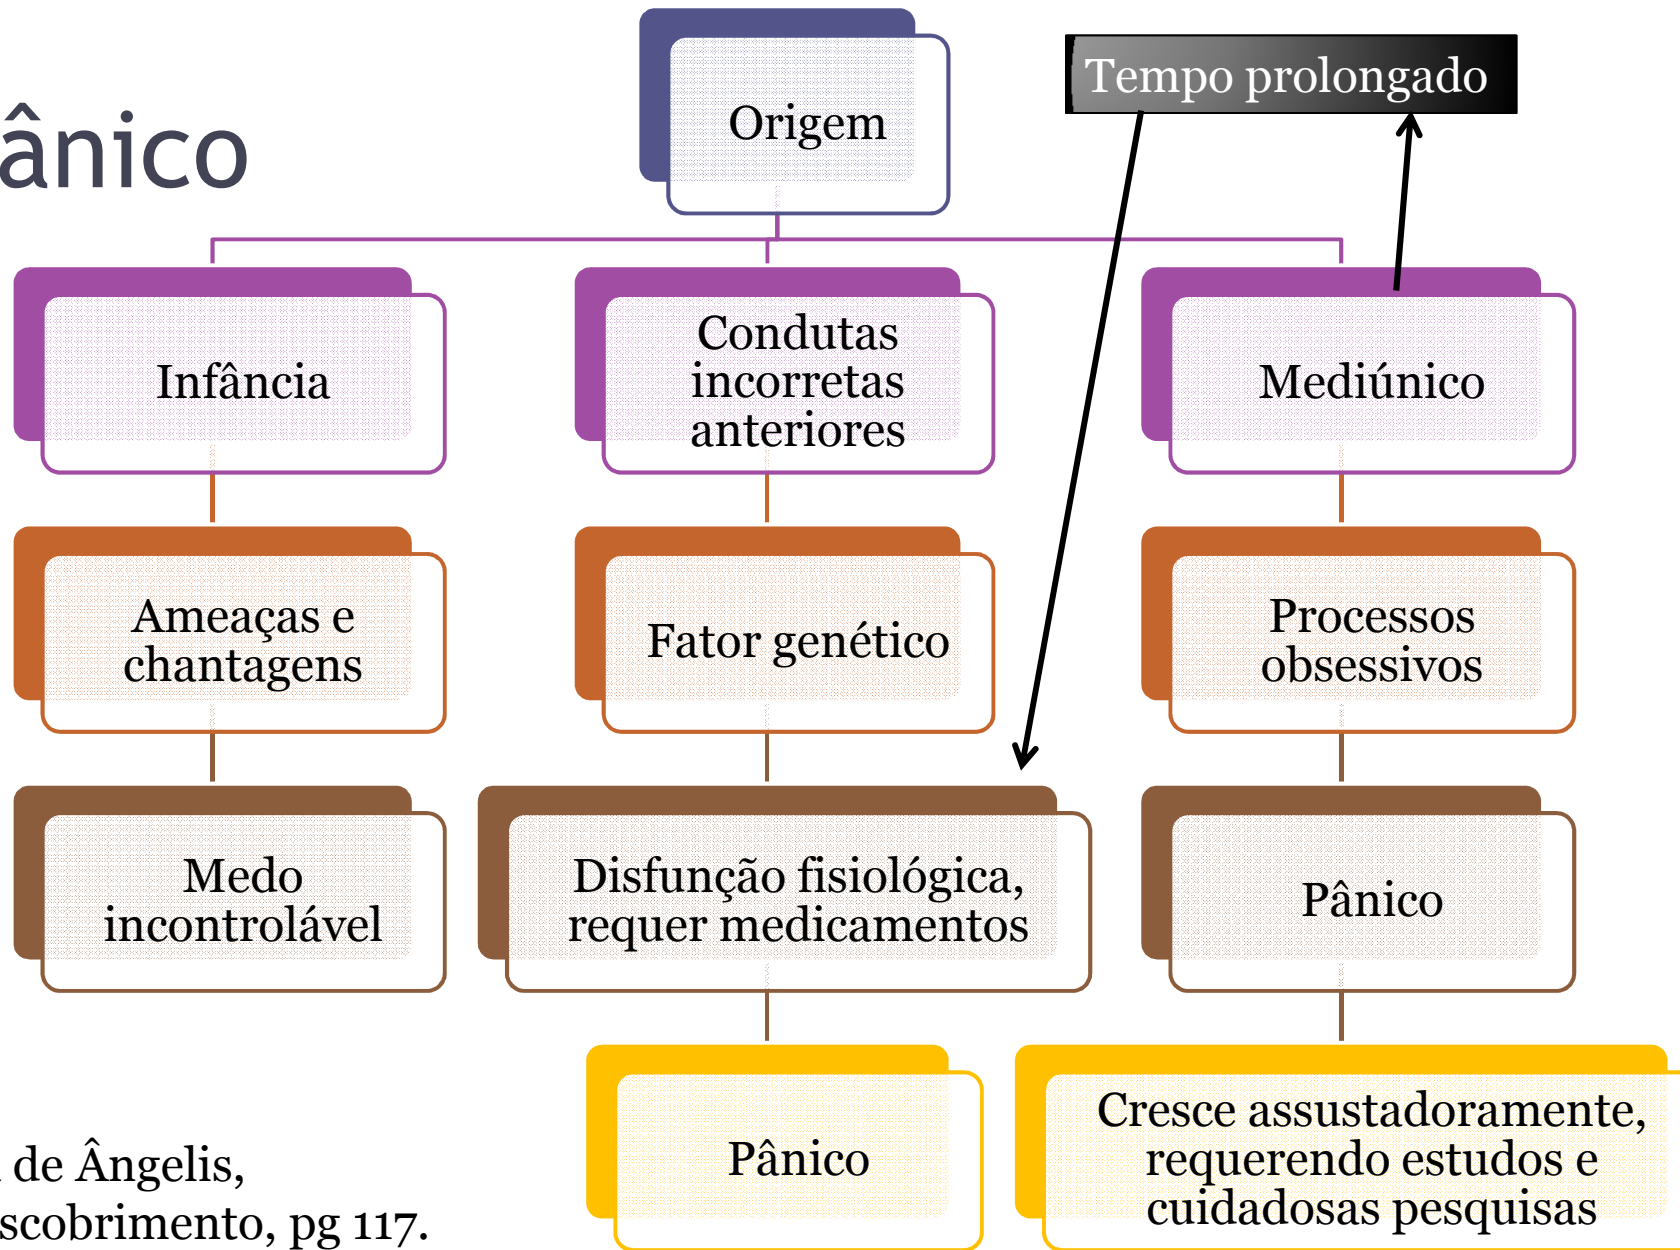 Origem
Tempo prolongado
ânico
Infância
Condutas
incorretas
anteriores
Mediúnico
Ameaças e
chantagens
Fator genético
Processos
obsessivos
Medo
incontrolável
Disfunção fisiológica,
requer medicamentos
Pânico
Pânico
Cresce assustadoramente,
requerendo estudos e
cuidadosas pesquisas
de Ângelis,
scobrimento, pg 117.